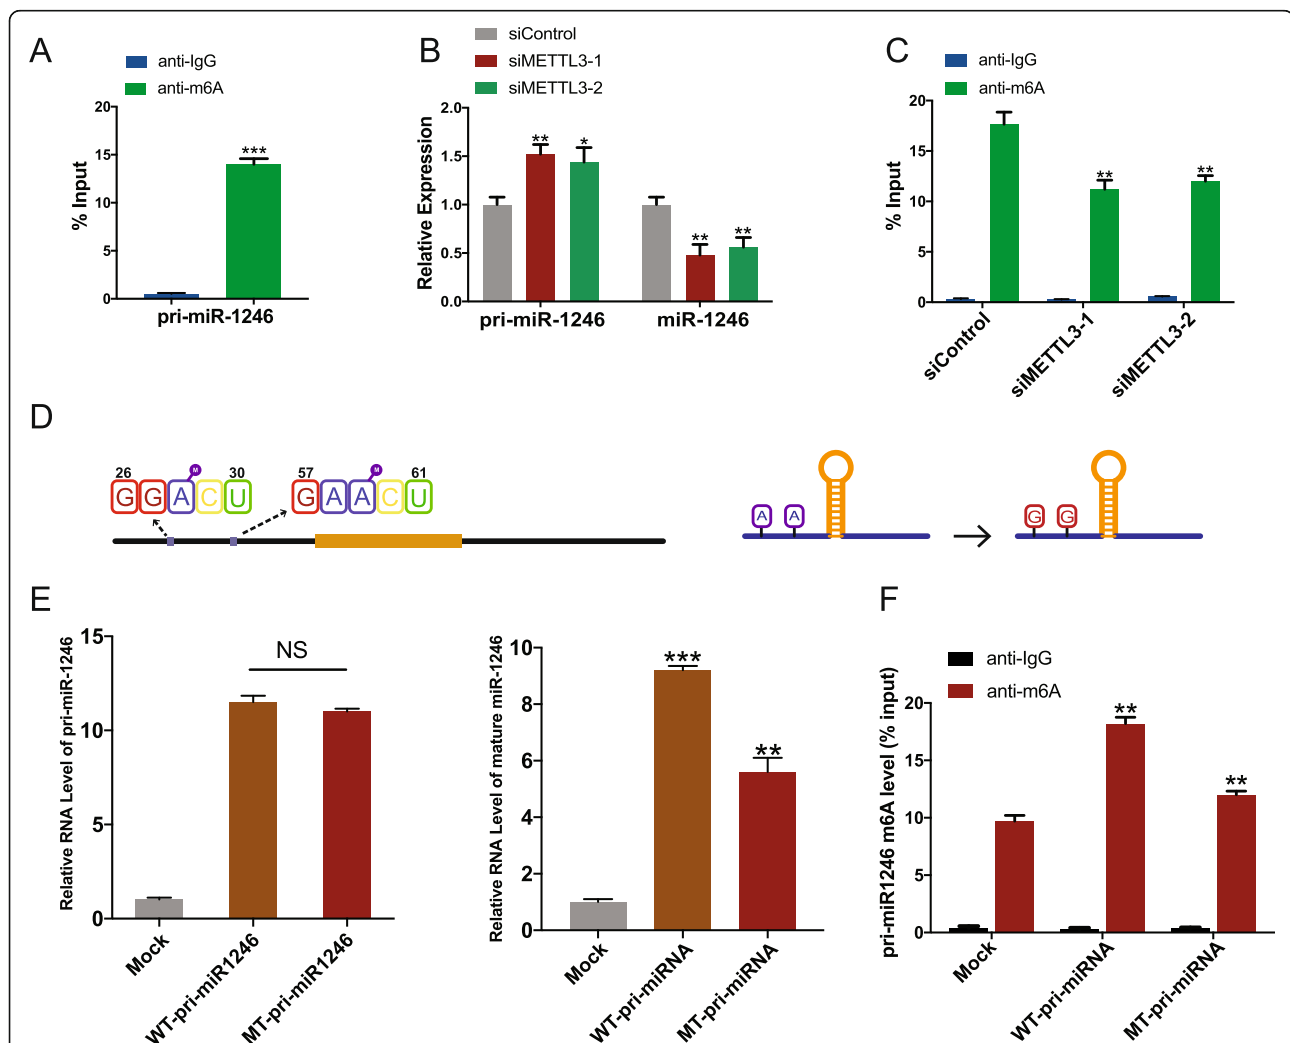 A
anti-IgG
anti-m6A
% Input
20
15
10
5
0
***
pri-miR-1246
B
siControl
siMETTL3-1
siMETTL3-2
Relative Expression
2.0
1.5
1.0
0.5
0.0
**
*
**
**
pri-miR-1246
miR-1246
C
anti-IgG
anti-m6A
% Input
20
15
10
5
0
**
**
siControl
siMETTL3-1
siMETTL3-2
D
26
30
G G A C U
M
57
61
G A A C U
M
A A
G G
E
Relative RNA Level of pri-miR-1246
15
10
5
0
NS
Mock
WT-pri-miR1246
MT-pri-miR1246
Relative RNA Level of mature miR-1246
10
8
6
4
2
0
***
**
Mock
WT-pri-miRNA
MT-pri-miRNA
F
anti-IgG
anti-m6A
pri-miR1246 m6A level (% input)
20
15
10
5
0
**
**
Mock
WT-pri-miRNA
MT-pri-miRNA